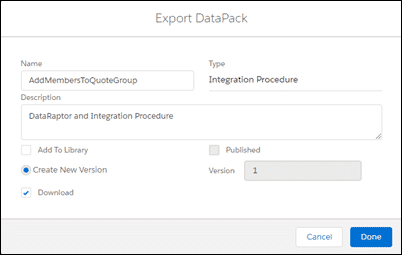 Export DataPack
Name Type
AddMembersToQuoteGroup Integration Procedure
Description
DataRaptor and Integration Procedure
Add To Library Published
Create New Version Version 1
Download
Cancel Done